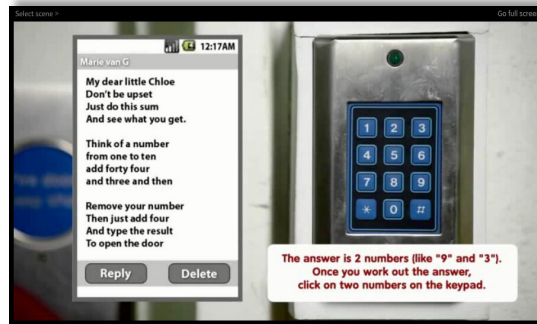 Select scene >
Go full screen
12:17AM
Marie van G
My dear little Chloe
Don't be upset
Just do this sum
And see what you get.
Think of a number
from one to ten
add forty four
and three and then
Remove your number
Then just add four
And type the result
To open the door
Reply
Delete
1 2 3
4 5 6
7 8 9
* 0 #
The answer is 2 numbers (like "9" and "3").
Once you work out the answer,
click on two numbers on the keypad.